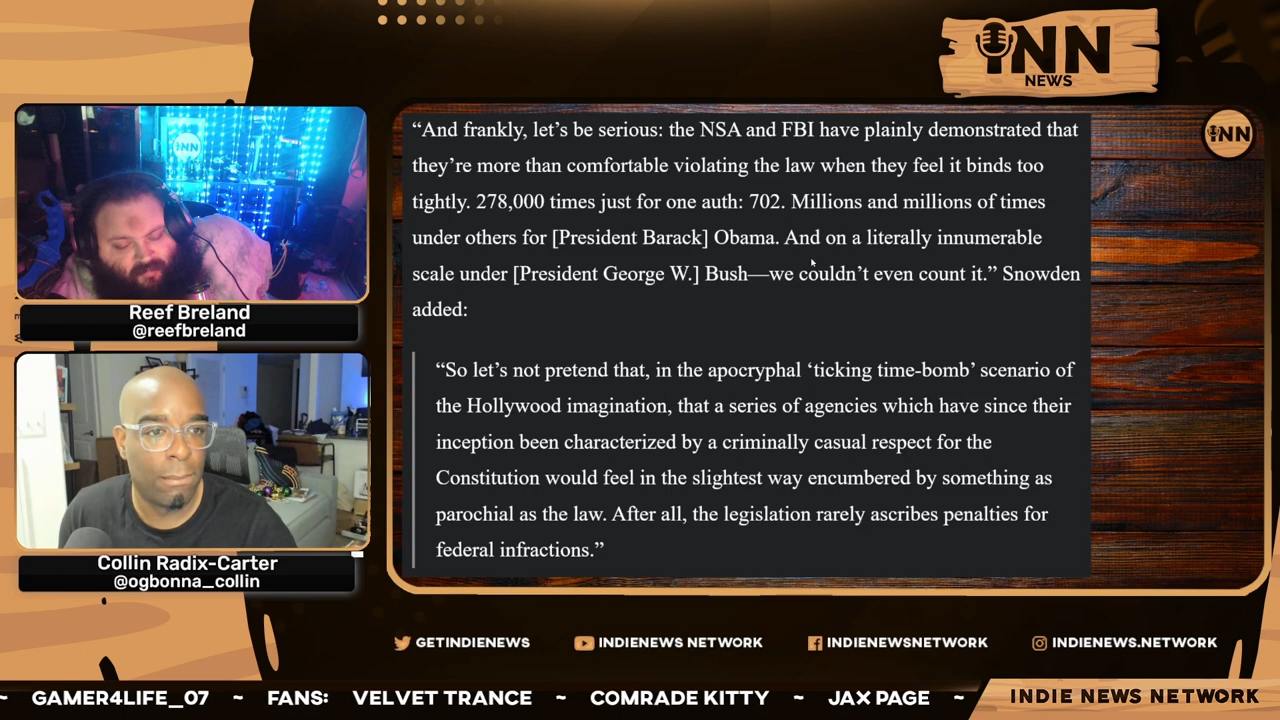 INN
NEWS
INN
“And frankly, let’s be serious: the NSA and FBI have plainly demonstrated that
they’re more than comfortable violating the law when they feel it binds too
tightly. 278,000 times just for one auth: 702. Millions and millions of times
under others for [President Barack] Obama. And on a literally innumerable
scale under [President George W.] Bush—we couldn’t even count it.” Snowden
added:
“So let’s not pretend that, in the apocryphal ‘ticking time-bomb’ scenario of
the Hollywood imagination, that a series of agencies which have since their
inception been characterized by a criminally casual respect for the
Constitution would feel in the slightest way encumbered by something as
parochial as the law. After all, the legislation rarely ascribes penalties for
federal infractions.”
INN
Reef Breland
@reefbreland
Collin Radix-Carter
@ogbonna_collin
GETINDIENEWS
INDIENEWS NETWORK
INDIENEWSNETWORK
INDIENEWS.NETWORK
~ GAMER4LIFE_07 ~ FANS: VELVET TRANCE ~ COMRADE KITTY ~ JAX PAGE ~
INDIE NEWS NETWORK